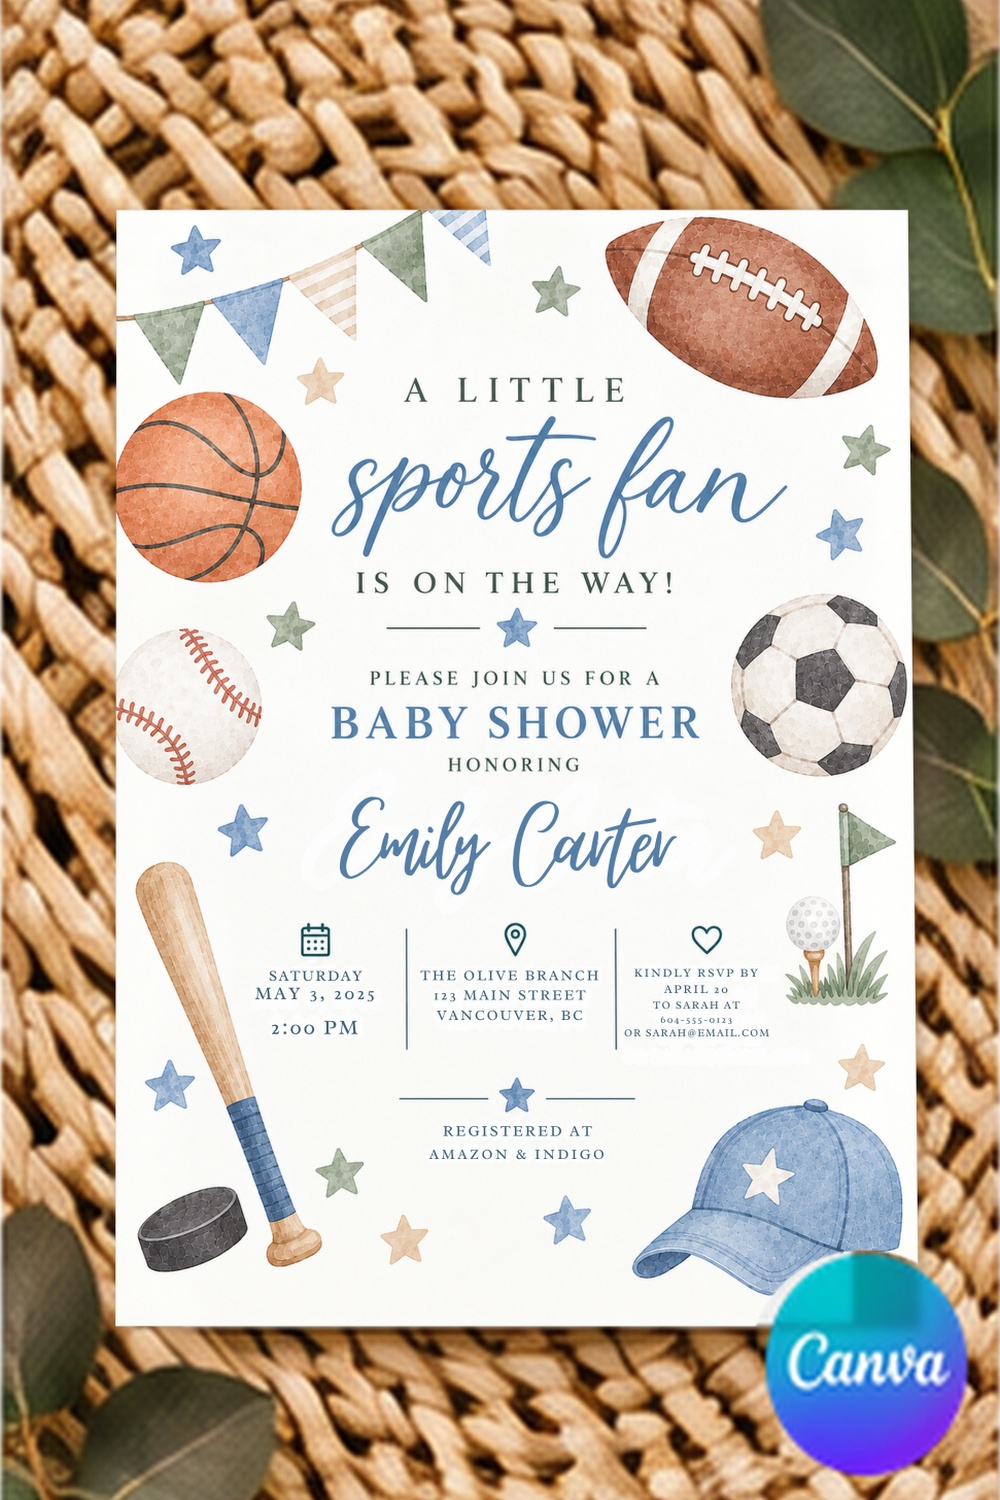 A LITTLE
sports fan
IS ON THE WAY!
PLEASE JOIN US FOR A
BABY SHOWER
HONORING
Emily Carter
SATURDAY
MAY 3, 2025
2:00 PM
THE OLIVE BRANCH
123 MAIN STREET
VANCOUVER, BC
KINDLY RSVP BY
APRIL 20
TO SARAH AT
604-555-0123
OR SARAH@EMAIL.COM
REGISTERED AT
AMAZON & INDIGO
Canva